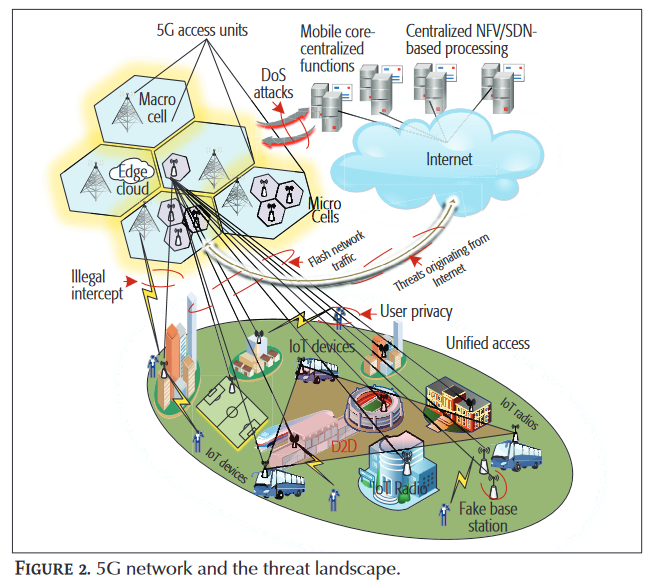 5G access units
Mobile core-
centralized
functions
Centralized NFV/SDN-
based processing
DoS
attacks
Macro
cell
Edge
cloud
Internet
Micro
Cells
Flash network
traffic
Threats originating from
Internet
Illegal
intercept
User privacy
Unified access
IoT devices
IoT radios
D2D
IoT devices
IoT Radio
Fake base
station
FIGURE 2. 5G network and the threat landscape.